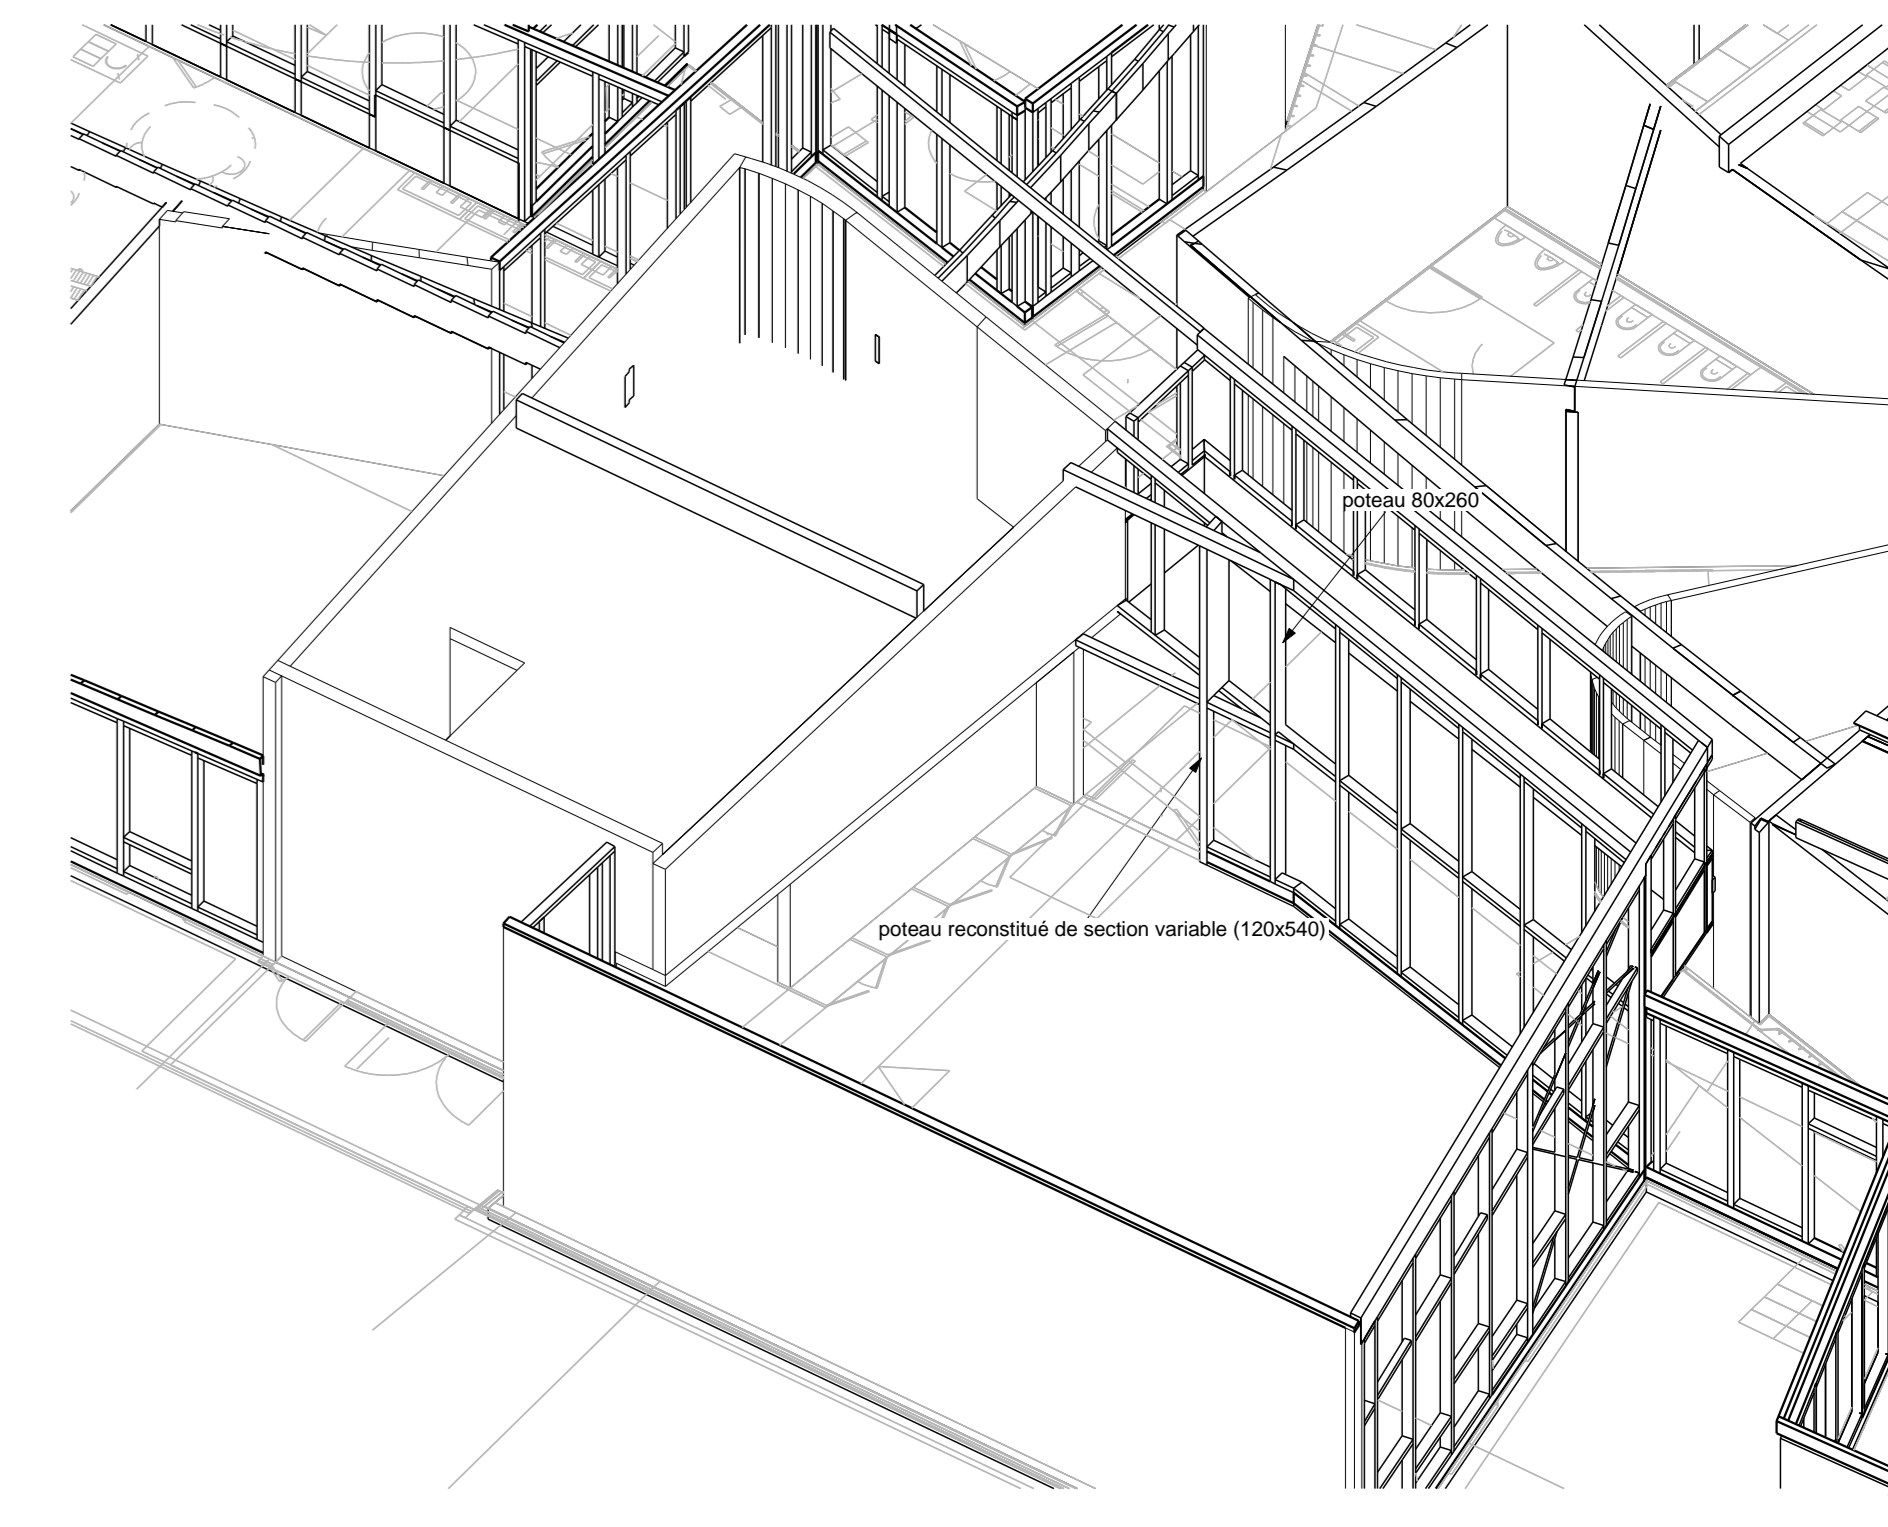 poteau 80x260
poteau reconstitué de section variable (120x540)